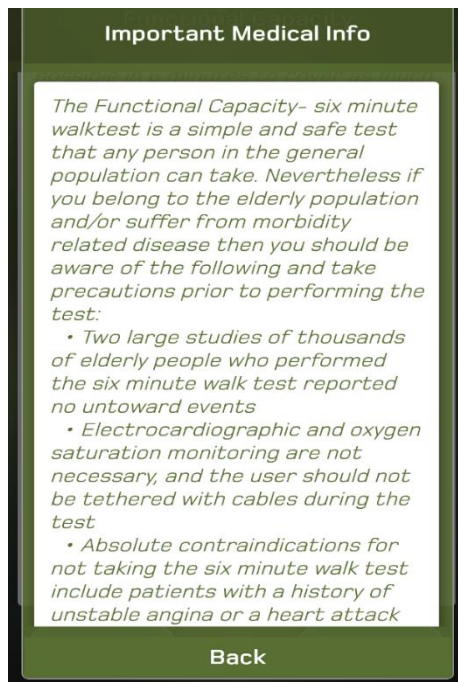 Important Medical Info
The Functional Capacity- six minute
walktest is a simple and safe test
that any person in the general
population can take. Nevertheless if
you belong to the elderly population
and/or suffer from morbidity
related disease then you should be
aware of the following and take
precautions prior to performing the
test:
• Two large studies of thousands
of elderly people who performed
the six minute walk test reported
no untoward events
• Electrocardiographic and oxygen
saturation monitoring are not
necessary, and the user should not
be tethered with cables during the
test
• Absolute contraindications for
not taking the six minute walk test
include patients with a history of
unstable angina or a heart attack
Back